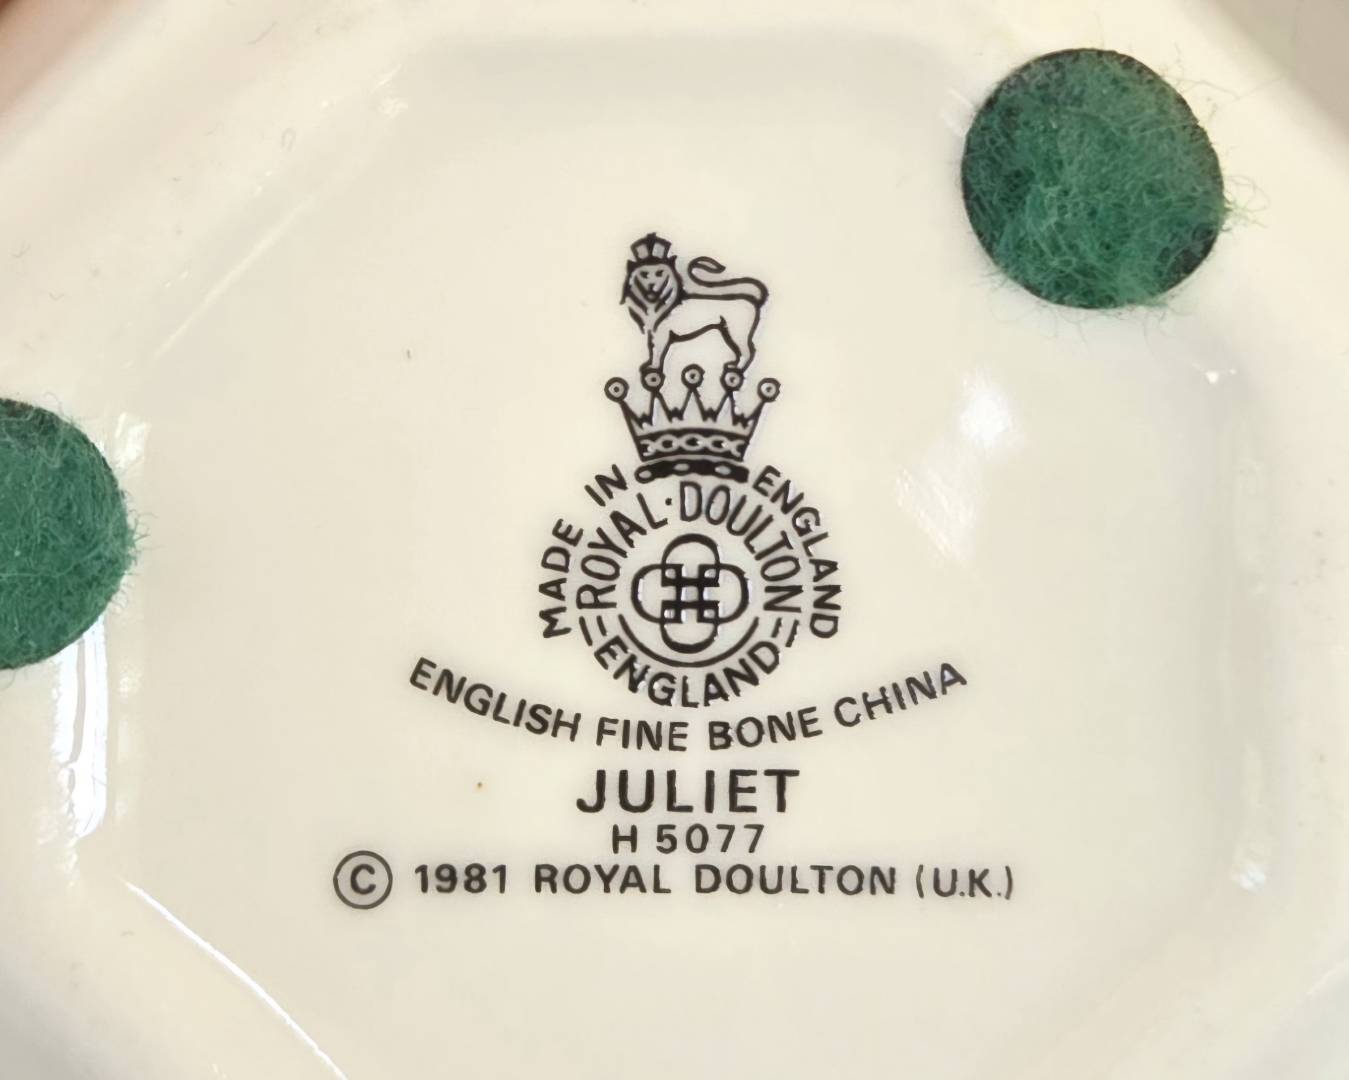 MADE IN ENGLAND
ROYAL · DOULTON
ENGLAND
ENGLISH FINE BONE CHINA
JULIET
H 5077
© 1981 ROYAL DOULTON (U.K.)